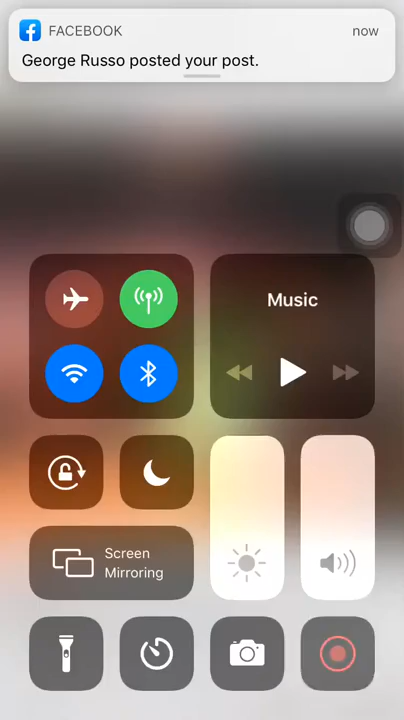 FACEBOOK
now
George Russo posted your post.
Music
Screen
Mirroring